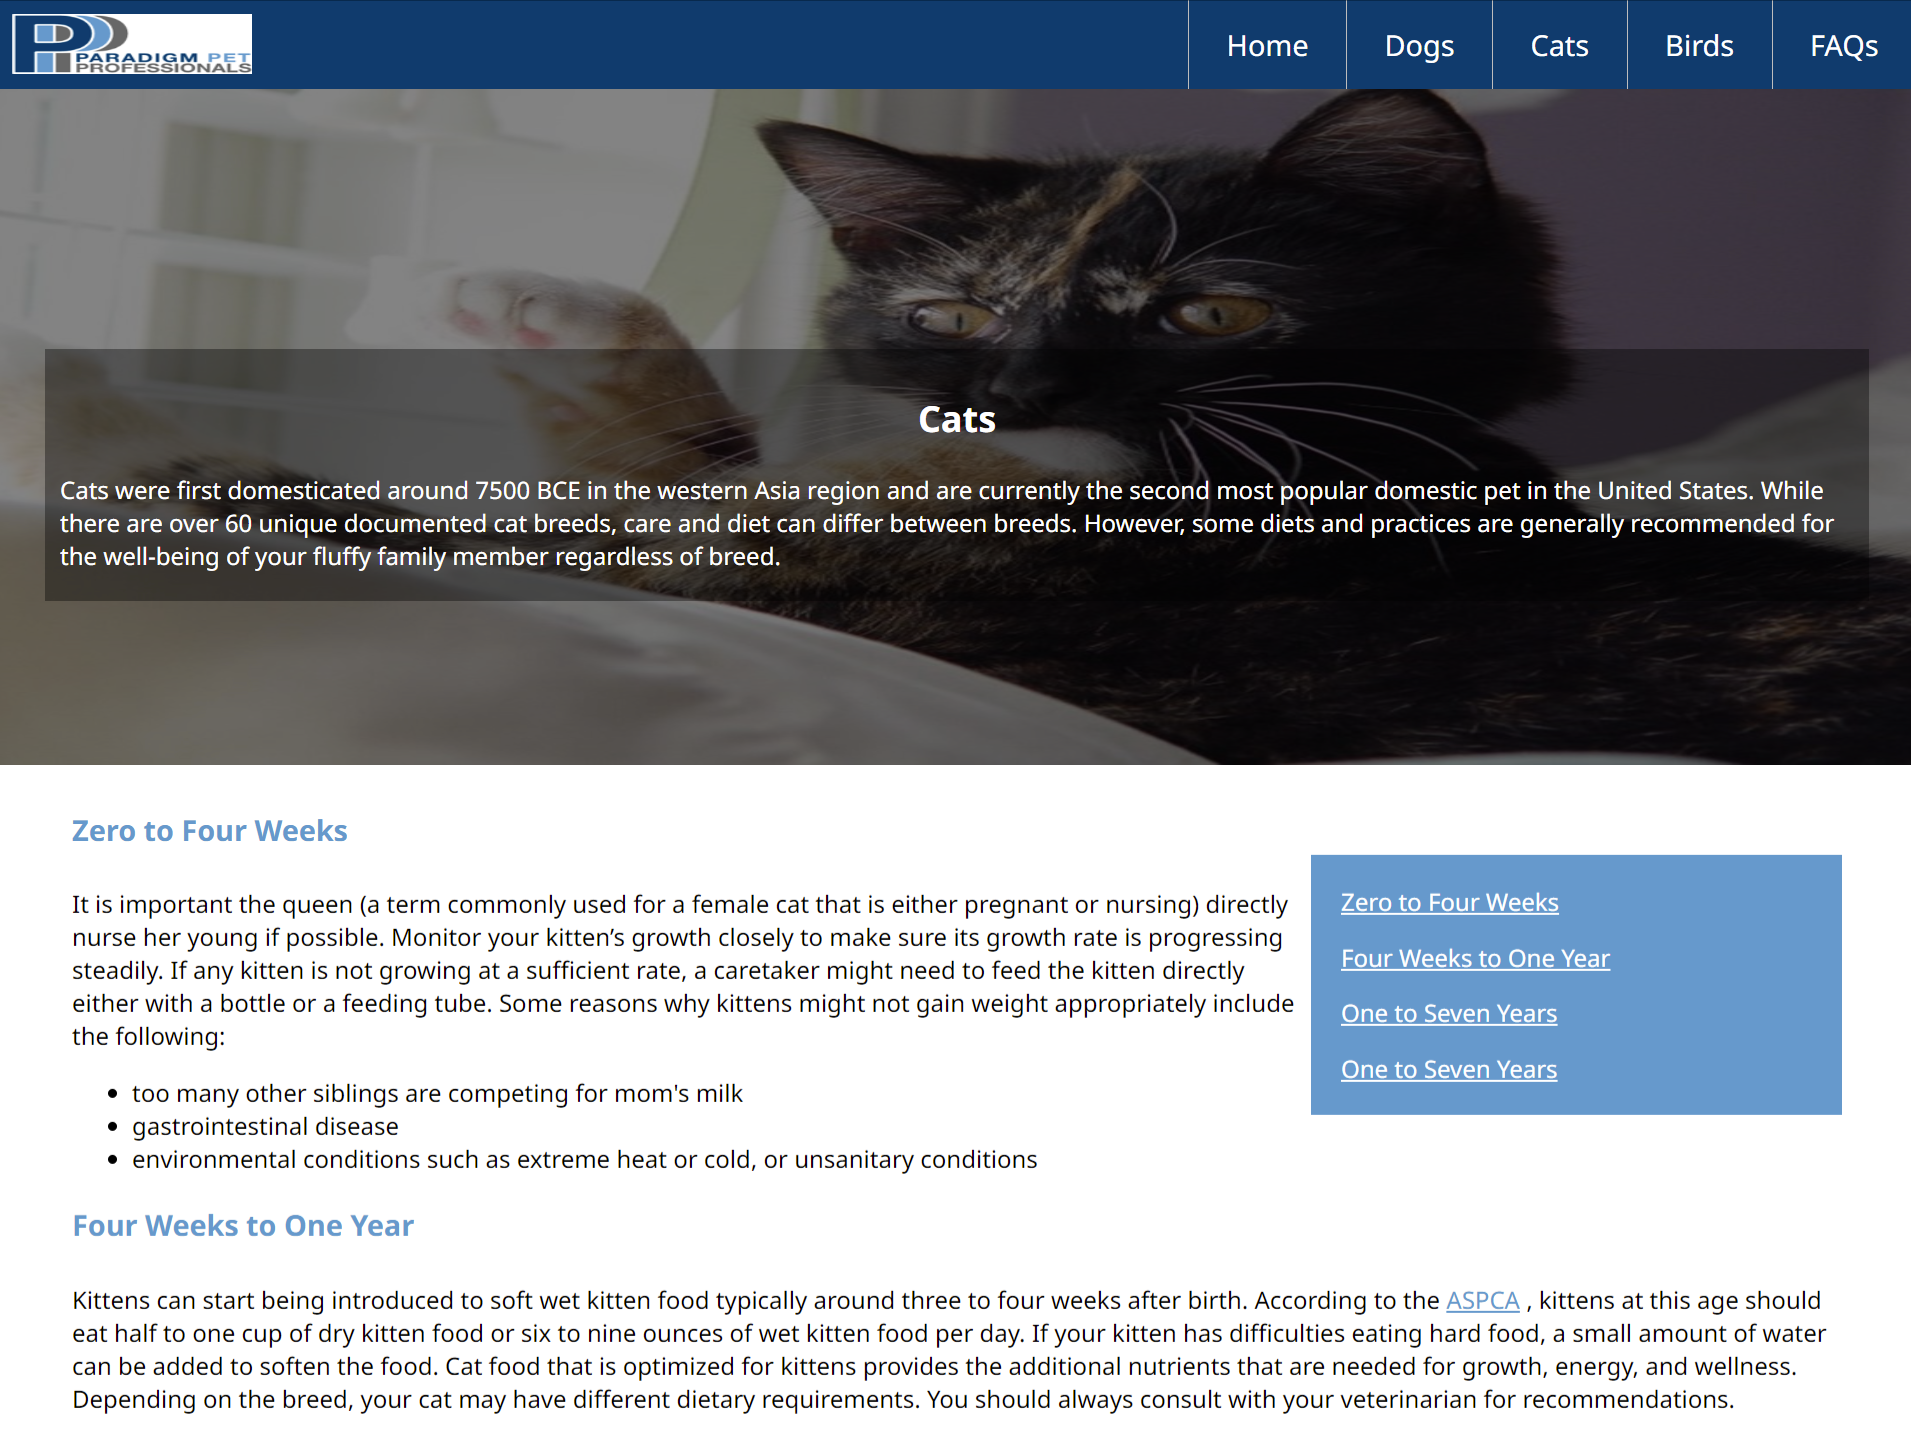 PARADIGM PET
PROFESSIONALS
Home Dogs Cats Birds FAQs
Cats
Cats were first domesticated around 7500 BCE in the western Asia region and are currently the second most popular domestic pet in the United States. While
there are over 60 unique documented cat breeds, care and diet can differ between breeds. However, some diets and practices are generally recommended for
the well-being of your fluffy family member regardless of breed.
Zero to Four Weeks
It is important the queen (a term commonly used for a female cat that is either pregnant or nursing) directly
nurse her young if possible. Monitor your kitten’s growth closely to make sure its growth rate is progressing
steadily. If any kitten is not growing at a sufficient rate, a caretaker might need to feed the kitten directly
either with a bottle or a feeding tube. Some reasons why kittens might not gain weight appropriately include
the following:
• too many other siblings are competing for mom's milk
• gastrointestinal disease
• environmental conditions such as extreme heat or cold, or unsanitary conditions
Zero to Four Weeks
Four Weeks to One Year
One to Seven Years
One to Seven Years
Four Weeks to One Year
Kittens can start being introduced to soft wet kitten food typically around three to four weeks after birth. According to the ASPCA , kittens at this age should
eat half to one cup of dry kitten food or six to nine ounces of wet kitten food per day. If your kitten has difficulties eating hard food, a small amount of water
can be added to soften the food. Cat food that is optimized for kittens provides the additional nutrients that are needed for growth, energy, and wellness.
Depending on the breed, your cat may have different dietary requirements. You should always consult with your veterinarian for recommendations.